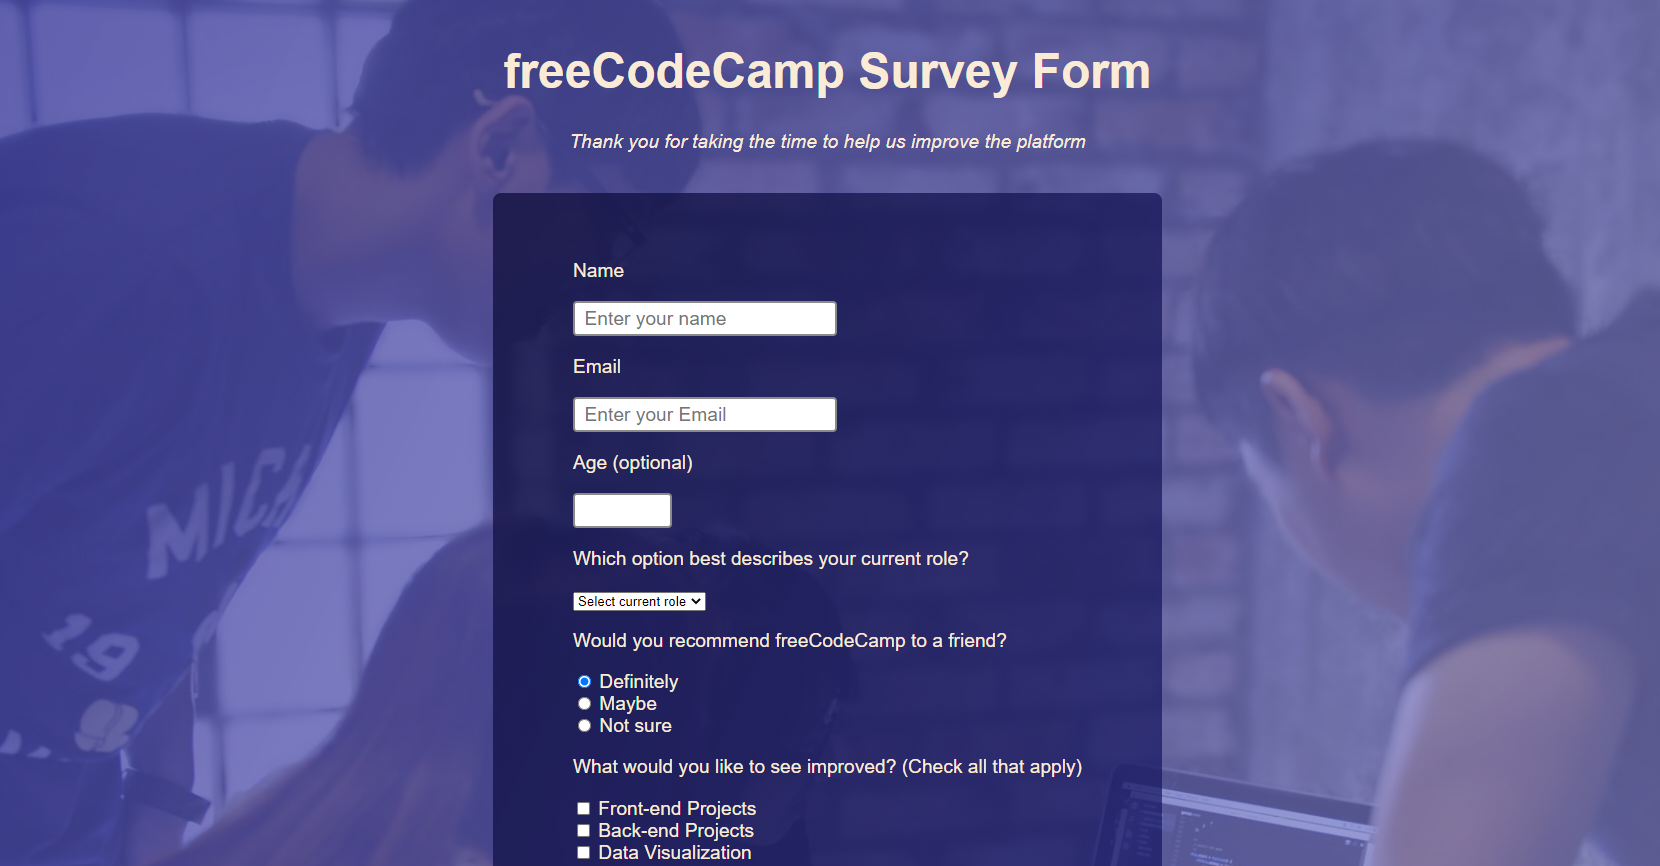 freeCodeCamp Survey Form
Thank you for taking the time to help us improve the platform
Name
Enter your name
Email
Enter your Email
Age (optional)
Which option best describes your current role?
Select current role
Would you recommend freeCodeCamp to a friend?
Definitely
Maybe
Not sure
What would you like to see improved? (Check all that apply)
Front-end Projects
Back-end Projects
Data Visualization
MICH
19